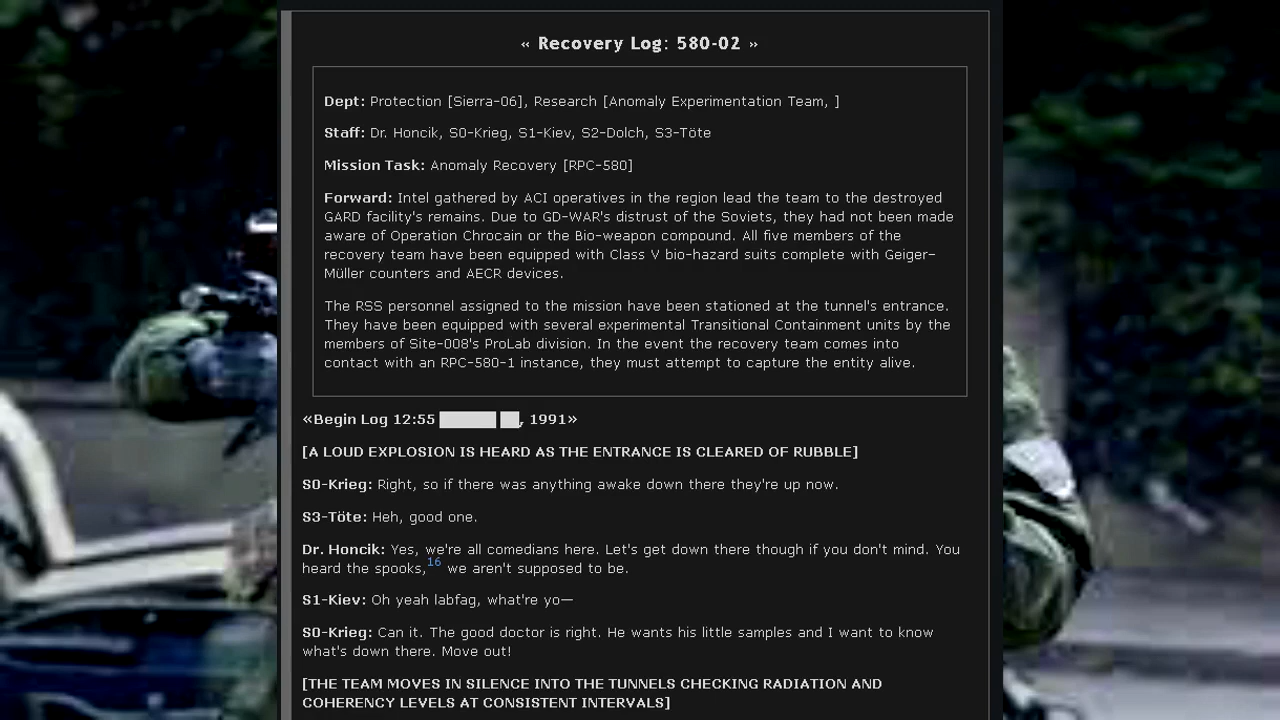 « Recovery Log: 580-02 »
Dept: Protection [Sierra-06], Research [Anomaly Experimentation Team, ]
Staff: Dr. Honcik, S0-Krieg, S1-Kiev, S2-Dolch, S3-Töte
Mission Task: Anomaly Recovery [RPC-580]
Forward: Intel gathered by ACI operatives in the region lead the team to the destroyed
GARD facility's remains. Due to GD-WAR's distrust of the Soviets, they had not been made
aware of Operation Chrocain or the Bio-weapon compound. All five members of the
recovery team have been equipped with Class V bio-hazard suits complete with Geiger–
Müller counters and AECR devices.
The RSS personnel assigned to the mission have been stationed at the tunnel's entrance.
They have been equipped with several experimental Transitional Containment units by the
members of Site-008's ProLab division. In the event the recovery team comes into
contact with an RPC-580-1 instance, they must attempt to capture the entity alive.
«Begin Log 12:55 ██████ ██, 1991»
[A LOUD EXPLOSION IS HEARD AS THE ENTRANCE IS CLEARED OF RUBBLE]
S0-Krieg: Right, so if there was anything awake down there they're up now.
S3-Töte: Heh, good one.
Dr. Honcik: Yes, we're all comedians here. Let's get down there though if you don't mind. You
heard the spooks,16 we aren't supposed to be.
S1-Kiev: Oh yeah labfag, what're yo—
S0-Krieg: Can it. The good doctor is right. He wants his little samples and I want to know
what's down there. Move out!
[THE TEAM MOVES IN SILENCE INTO THE TUNNELS CHECKING RADIATION AND
COHERENCY LEVELS AT CONSISTENT INTERVALS]